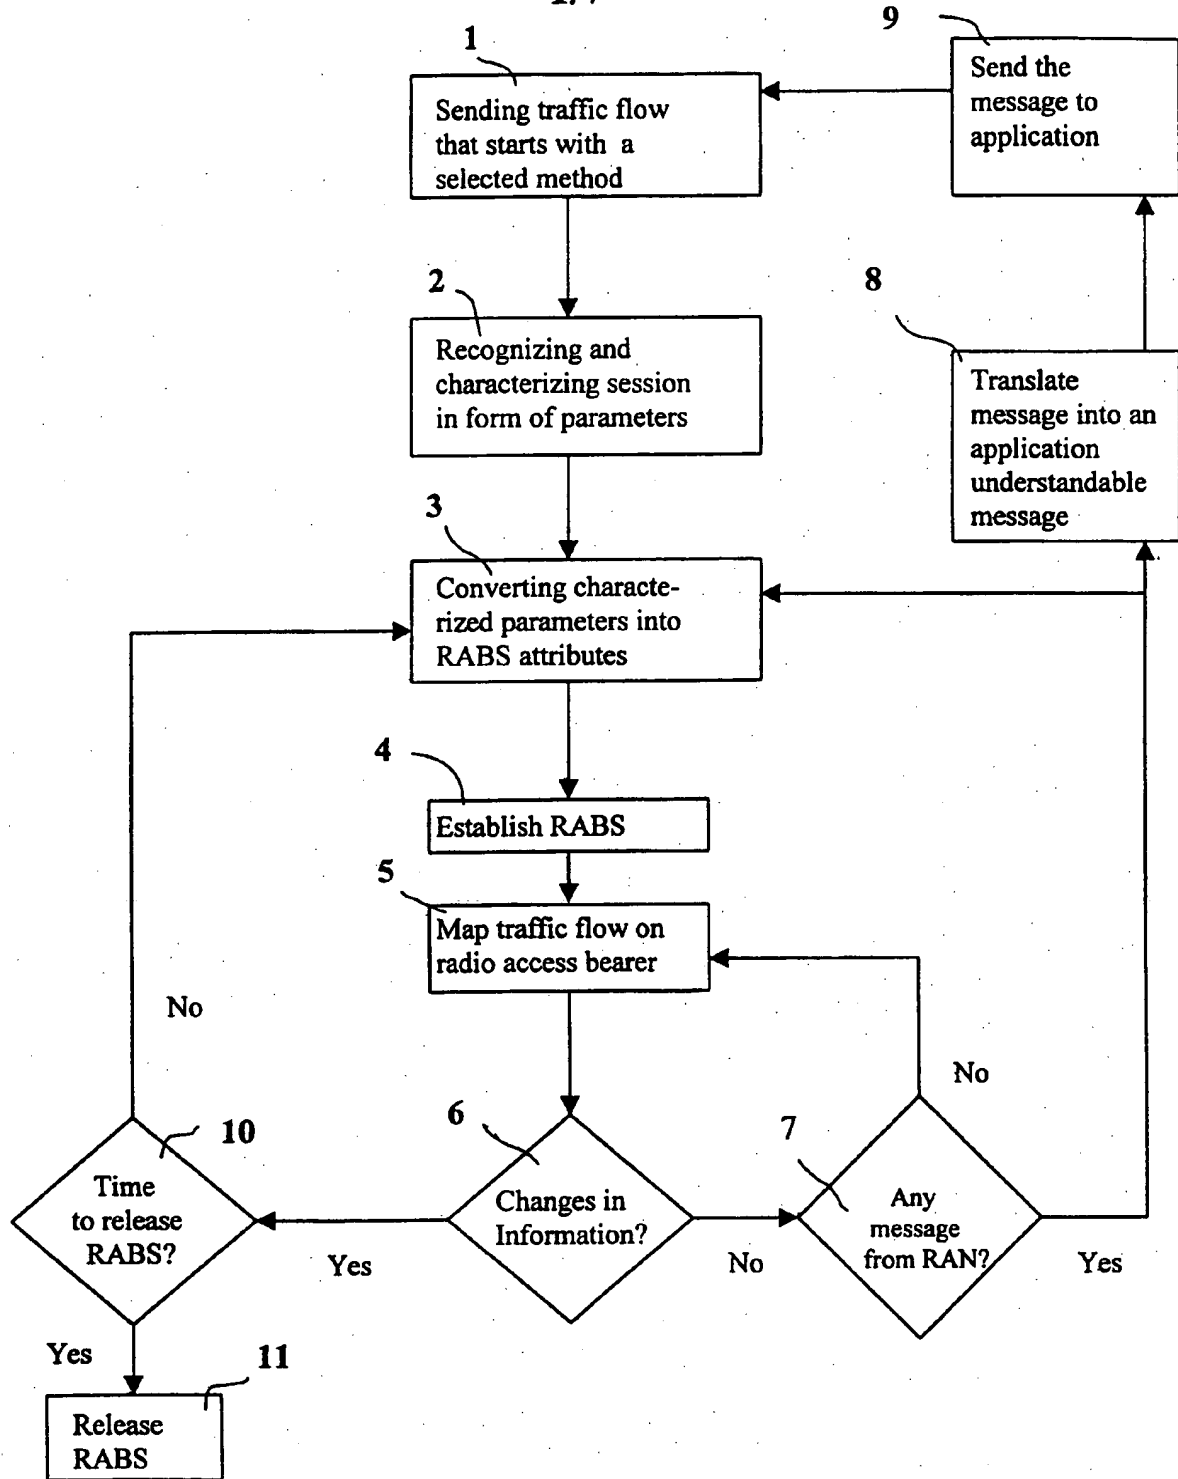 1
Sending traffic flow
that starts with a
selected method
9
Send the
message to
application
2
Recognizing and
characterizing session
in form of parameters
8
Translate
message into an
application
understandable
message
3
Converting characte-
rized parameters into
RABS attributes
4
Establish RABS
5
Map traffic flow on
radio access bearer
No
No
10
Time
to release
RABS?
6
Changes in
Information?
7
Any
message
from RAN?
Yes
No
Yes
Yes
11
Release
RABS